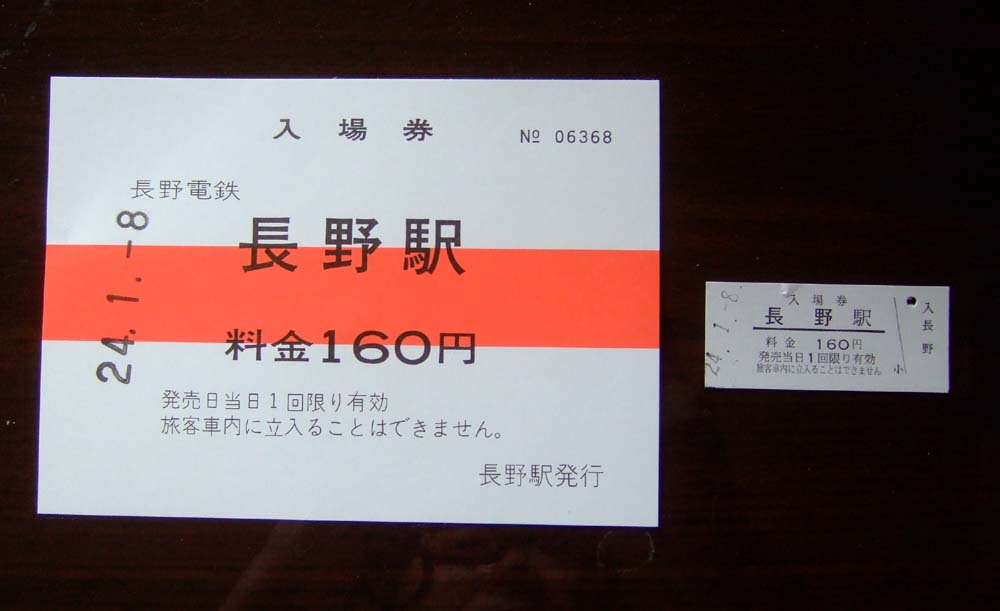 入場券
№ 06368
長野電鉄
24.1.-8
長野駅
料金160円
発売日当日1回限り有効
旅客車内に立入ることはできません。
長野駅発行
24.1.-8.
入場券
長野駅
料金 160円
発売当日1回限り有効
旅客車内に立入ることはできません
入長野
小